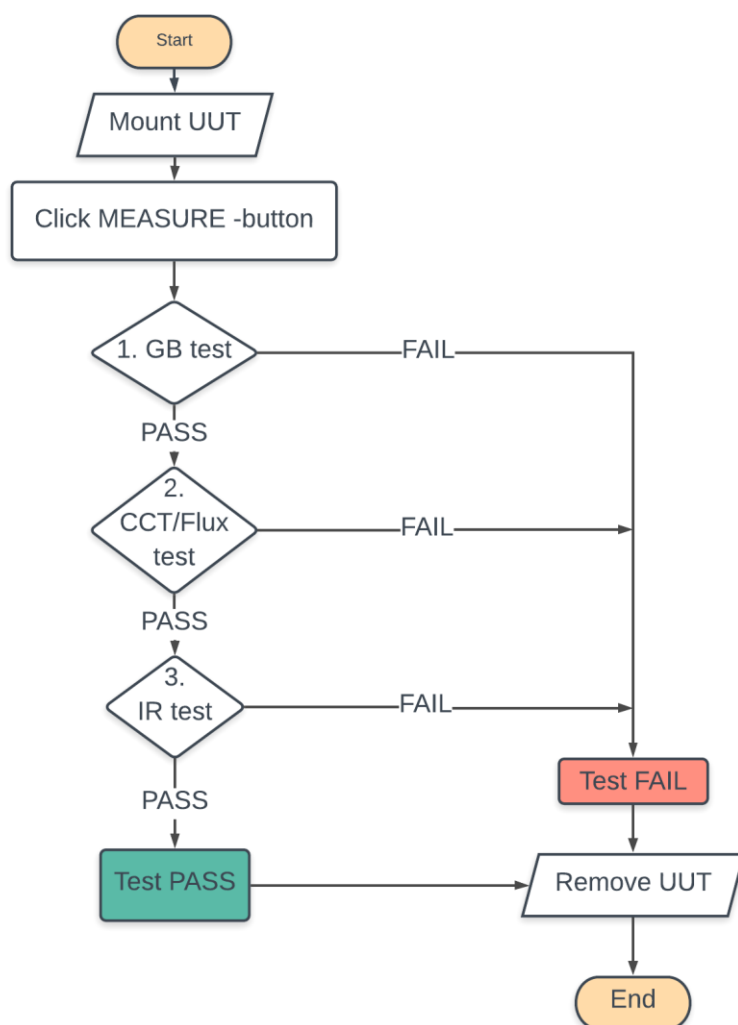 Start
Mount UUT
Click MEASURE -button
1. GB test
FAIL
PASS
2.
CCT/Flux
test
FAIL
PASS
3.
IR test
FAIL
PASS
Test FAIL
Test PASS
Remove UUT
End